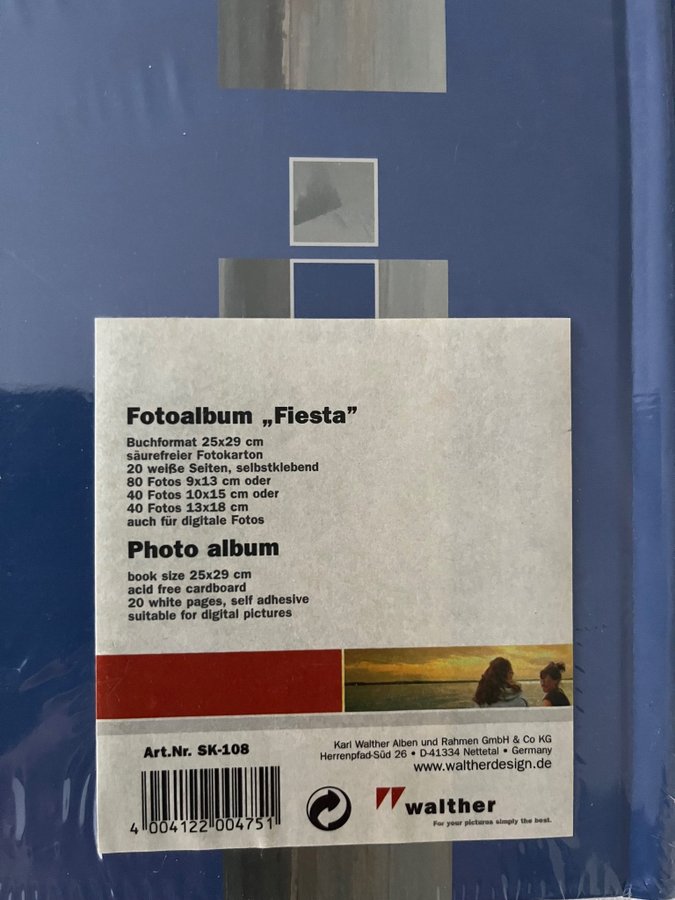 Fotoalbum „Fiesta”
Buchformat 25x29 cm
säurefreier Fotokarton
20 weiße Seiten, selbstklebend
80 Fotos 9x13 cm oder
40 Fotos 10x15 cm oder
40 Fotos 13x18 cm
auch für digitale Fotos
Photo album
book size 25x29 cm
acid free cardboard
20 white pages, self adhesive
suitable for digital pictures
Art.Nr. SK-108
4 004122 004751
Karl Walther Alben und Rahmen GmbH & Co KG
Herrenpfad-Süd 26 • D-41334 Nettetal • Germany
www.waltherdesign.de
walther
For your pictures simply the best.